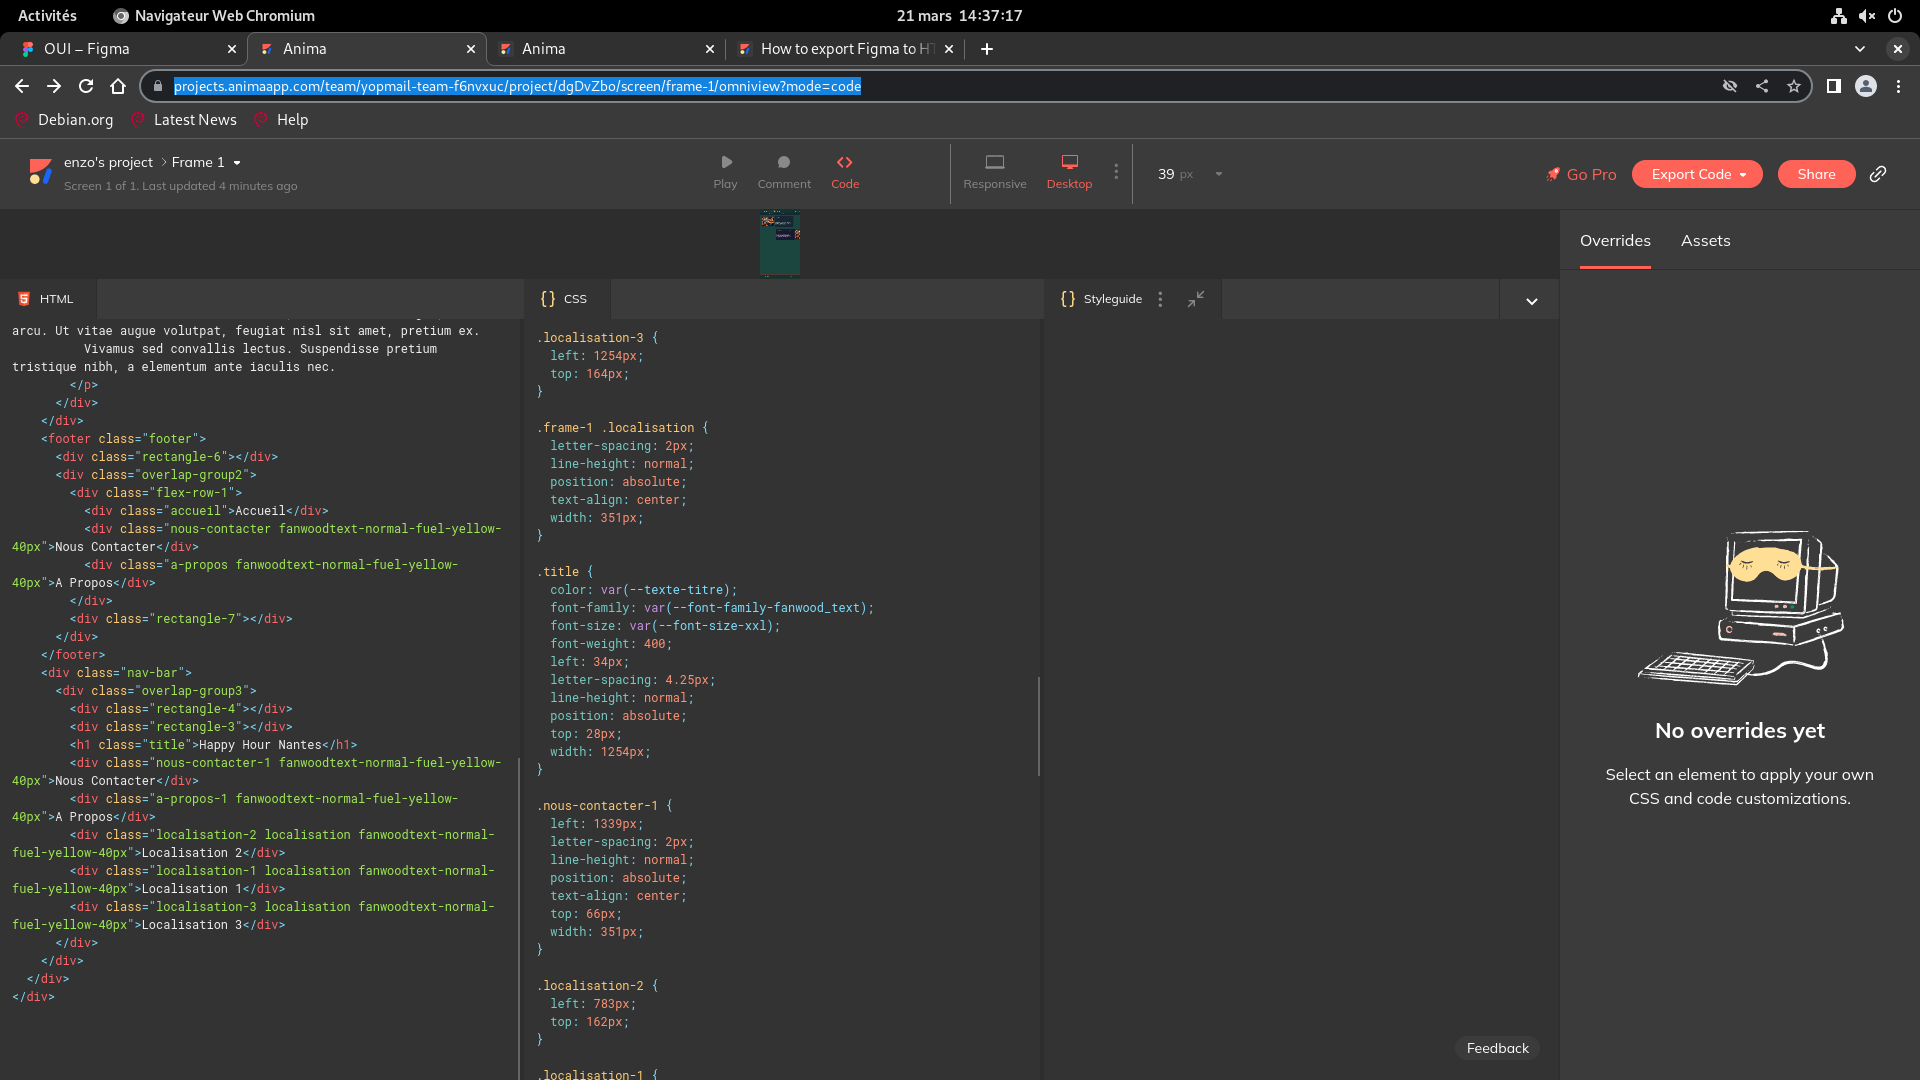 Activités
Navigateur Web Chromium
21 mars 14:37:17
OUI – Figma
Anima
Anima
How to export Figma to HT
projects.animaapp.com/team/yopmail-team-f6nvxuc/project/dgDvZbo/screen/frame-1/omniview?mode=code
Debian.org
Latest News
Help
enzo's project
Frame 1
Screen 1 of 1. Last updated 4 minutes ago
Play
Comment
Code
Responsive
Desktop
39 px
Go Pro
Export Code
Share
HTML
arcu. Ut vitae augue volutpat, feugiat nisl sit amet, pretium ex.
Vivamus sed convallis lectus. Suspendisse pretium
tristique nibh, a elementum ante iaculis nec.
</p>
</div>
</div>
<footer class="footer">
<div class="rectangle-6"></div>
<div class="overlap-group2">
<div class="flex-row-1">
<div class="accueil">Accueil</div>
<div class="nous-contacter fanwoodtext-normal-fuel-yellow-
40px">Nous Contacter</div>
<div class="a-propos fanwoodtext-normal-fuel-yellow-
40px">A Propos</div>
</div>
<div class="rectangle-7"></div>
</div>
</footer>
<div class="nav-bar">
<div class="overlap-group3">
<div class="rectangle-4"></div>
<div class="rectangle-3"></div>
<h1 class="title">Happy Hour Nantes</h1>
<div class="nous-contacter-1 fanwoodtext-normal-fuel-yellow-
40px">Nous Contacter</div>
<div class="a-propos-1 fanwoodtext-normal-fuel-yellow-
40px">A Propos</div>
<div class="localisation-2 localisation fanwoodtext-normal-
fuel-yellow-40px">Localisation 2</div>
<div class="localisation-1 localisation fanwoodtext-normal-
fuel-yellow-40px">Localisation 1</div>
<div class="localisation-3 localisation fanwoodtext-normal-
fuel-yellow-40px">Localisation 3</div>
</div>
</div>
</div>
</div>
{} CSS
.localisation-3 {
left: 1254px;
top: 164px;
}
.frame-1 .localisation {
letter-spacing: 2px;
line-height: normal;
position: absolute;
text-align: center;
width: 351px;
}
.title {
color: var(--texte-titre);
font-family: var(--font-family-fanwood_text);
font-size: var(--font-size-xxl);
font-weight: 400;
left: 34px;
letter-spacing: 4.25px;
line-height: normal;
position: absolute;
top: 28px;
width: 1254px;
}
.nous-contacter-1 {
left: 1339px;
letter-spacing: 2px;
line-height: normal;
position: absolute;
text-align: center;
top: 66px;
width: 351px;
}
.localisation-2 {
left: 783px;
top: 162px;
}
.localisation-1 {
{} Styleguide
Feedback
Overrides
Assets
No overrides yet
Select an element to apply your own
CSS and code customizations.